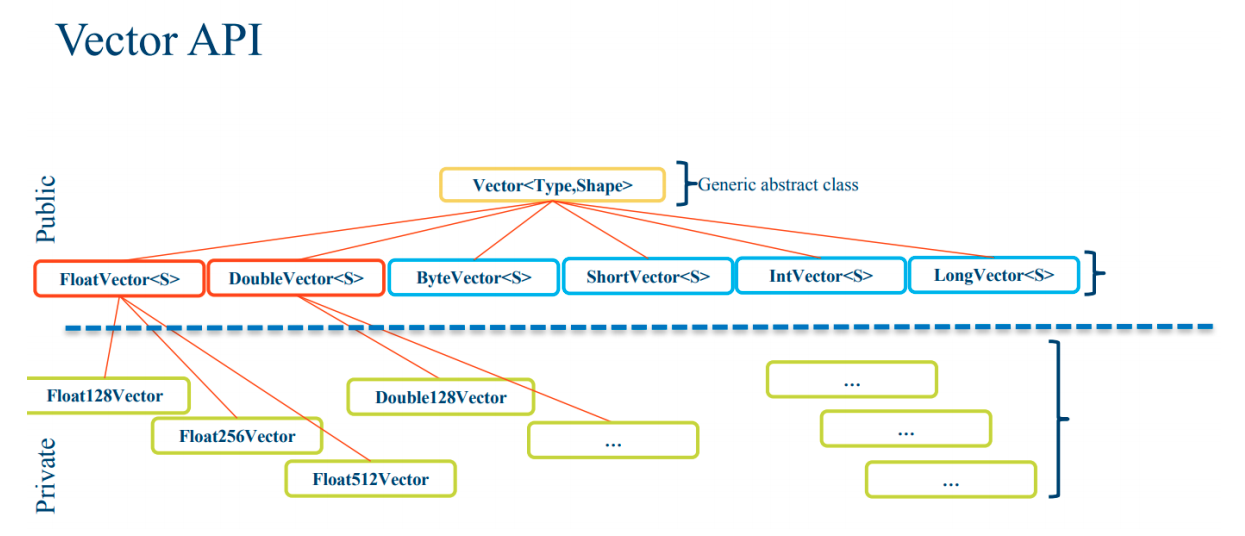 Vector API
Public
Vector<Type,Shape>
Generic abstract class
FloatVector<S>
DoubleVector<S>
ByteVector<S>
ShortVector<S>
IntVector<S>
LongVector<S>
Private
Float128Vector
Float256Vector
Float512Vector
Double128Vector
...
...
...
...